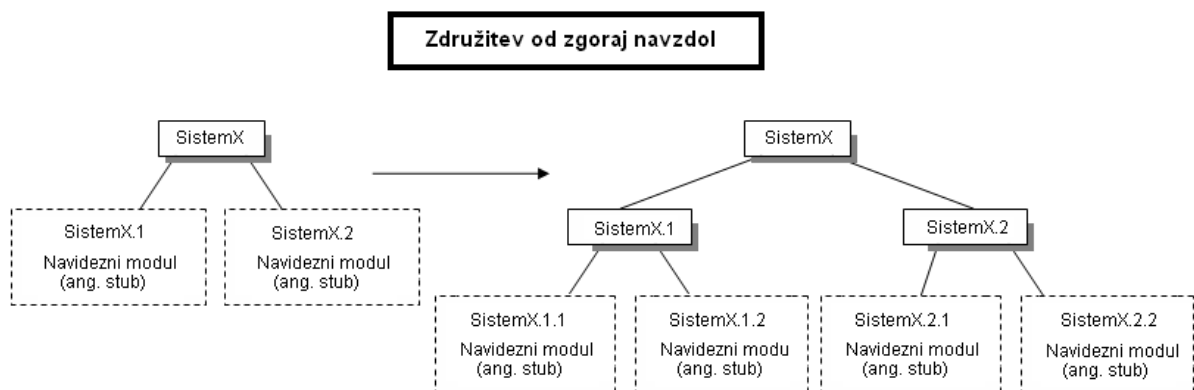 Združitev od zgoraj navzdol
SistemX
SistemX.1
Navidezni modul
(ang. stub)
SistemX.2
Navidezni modul
(ang. stub)
SistemX
SistemX.1
SistemX.2
SistemX.1.1
Navidezni modul
(ang. stub)
SistemX.1.2
Navidezni modu
(ang. stub)
SistemX.2.1
Navidezni modul
(ang. stub)
SistemX.2.2
Navidezni modul
(ang. stub)